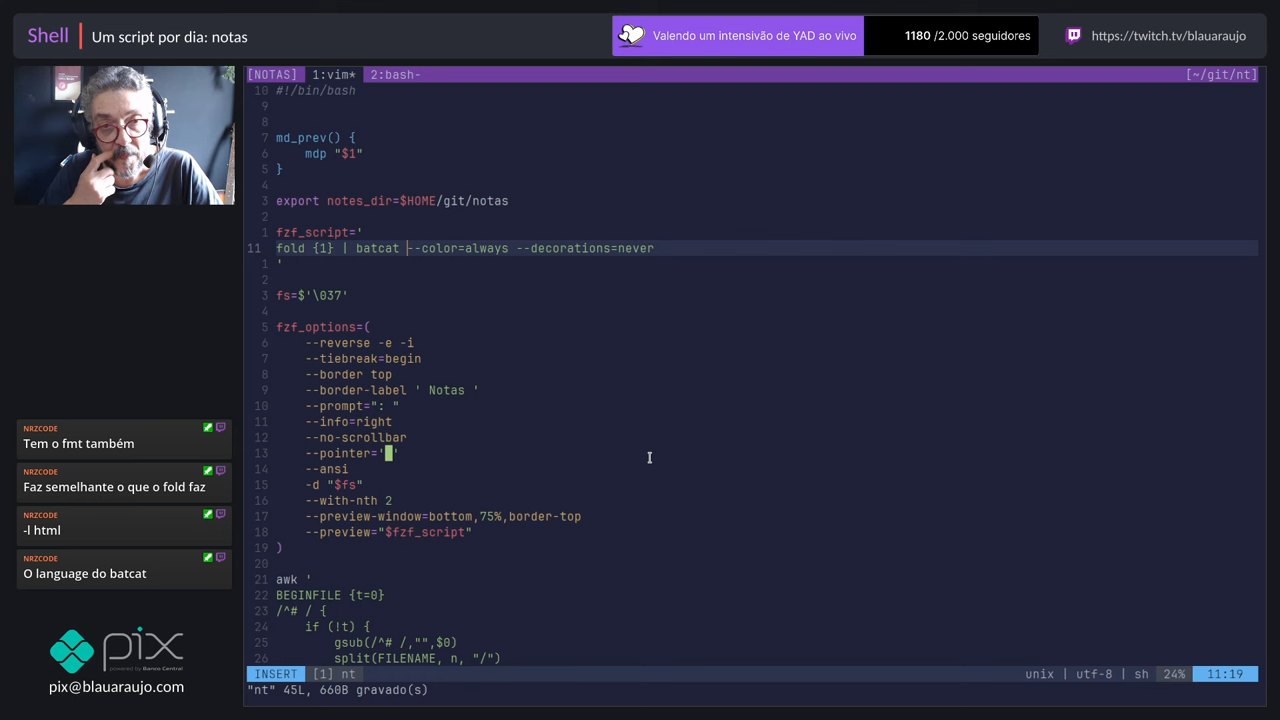 Shell | Um script por dia: notas
Valendo um intensivão de YAD ao vivo
1180 /2.000 seguidores
https://twitch.tv/blauaraujo
[NOTAS] 1:vim* 2:bash- [~/git/nt]
10 #!/bin/bash
9
8
7 md_prev() {
6 mdp "$1"
5 }
4
3 export notes_dir=$HOME/git/notas
2
1 fzf_script='
11 fold {1} | batcat --color=always --decorations=never
1 '
2
3 fs=$'\037'
4
5 fzf_options=(
6 --reverse -e -i
7 --tiebreak=begin
8 --border top
9 --border-label ' Notas '
10 --prompt=": "
11 --info=right
12 --no-scrollbar
13 --pointer='█'
14 --ansi
15 -d "$fs"
16 --with-nth 2
17 --preview-window=bottom,75%,border-top
18 --preview="$fzf_script"
19 )
20
21 awk '
22 BEGINFILE {t=0}
23 /^# / {
24 if (!t) {
25 gsub(/^# /,"",$0)
26 split(FILENAME, n, "/")
INSERT [1] nt unix | utf-8 | sh 24% 11:19
"nt" 45L, 660B gravado(s)
NRZCODE
Tem o fmt também
NRZCODE
Faz semelhante o que o fold faz
NRZCODE
-l html
NRZCODE
O language do batcat
pix
powered by Banco Central
pix@blauaraujo.com